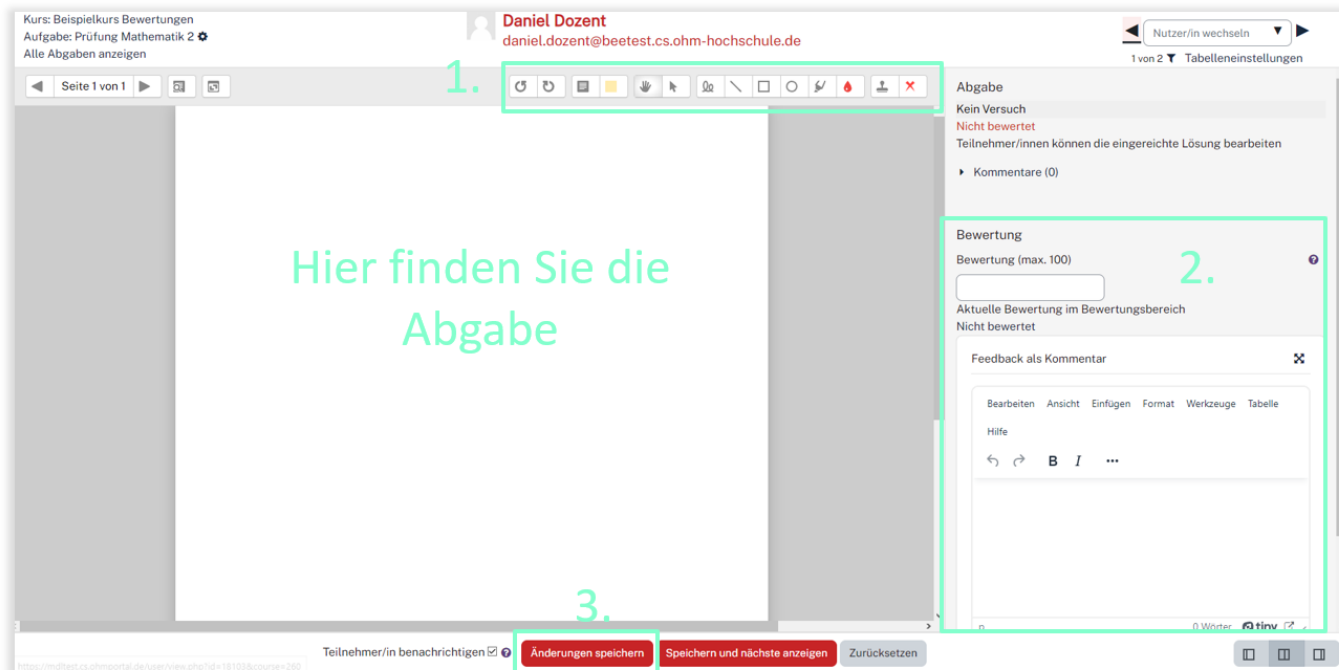 Kurs: Beispielkurs Bewertungen
Aufgabe: Prüfung Mathematik 2
Alle Abgaben anzeigen
Daniel Dozent
daniel.dozent@beetest.cs.ohm-hochschule.de
Nutzer/in wechseln
1 von 2 Tabelleneinstellungen
Seite 1 von 1
1.
Abgabe
Kein Versuch
Nicht bewertet
Teilnehmer/innen können die eingereichte Lösung bearbeiten
Kommentare (0)
Hier finden Sie die
Abgabe
Bewertung
Bewertung (max. 100)
2.
Aktuelle Bewertung im Bewertungsbereich
Nicht bewertet
Feedback als Kommentar
Bearbeiten Ansicht Einfügen Format Werkzeuge Tabelle
Hilfe
B I
0 Wörter tiny
3.
Teilnehmer/in benachrichtigen
Änderungen speichern
Speichern und nächste anzeigen
Zurücksetzen